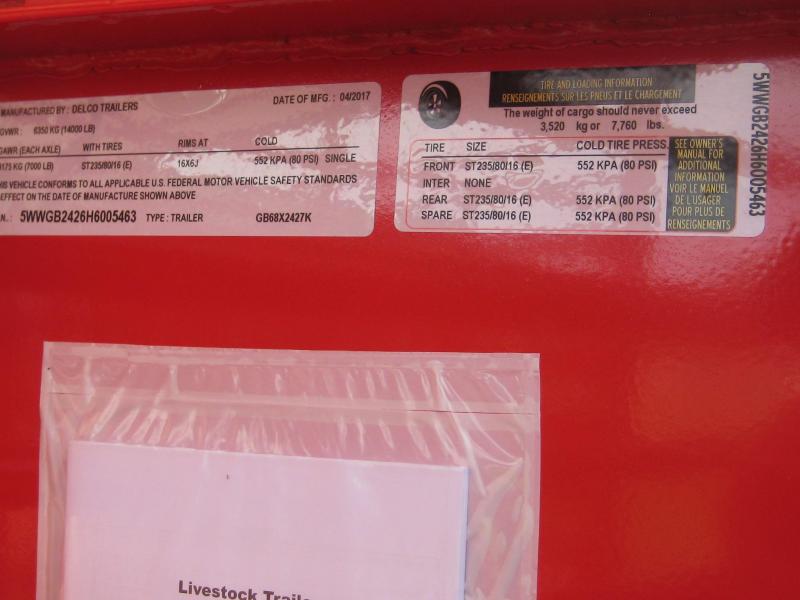 MANUFACTURED BY : DELCO TRAILERS DATE OF MFG. : 04/2017
GVWR : 6350 KG (14000 LB)
GAWR (EACH AXLE) WITH TIRES RIMS AT COLD
3175 KG (7000 LB) ST235/80/16 (E) 16X6J 552 KPA (80 PSI) SINGLE
HIS VEHICLE CONFORMS TO ALL APPLICABLE U.S. FEDERAL MOTOR VEHICLE SAFETY STANDARDS
EFFECT ON THE DATE OF MANUFACTURE SHOWN ABOVE
N.: 5WWGB2426H6005463 TYPE : TRAILER GB68X2427K
TIRE AND LOADING INFORMATION
RENSEIGNEMENTS SUR LES PNEUS ET LE CHARGEMENT
The weight of cargo should never exceed
3,520 kg or 7,760 lbs.
TIRE SIZE COLD TIRE PRESS.
FRONT ST235/80/16 (E) 552 KPA (80 PSI)
INTER NONE
REAR ST235/80/16 (E) 552 KPA (80 PSI)
SPARE ST235/80/16 (E) 552 KPA (80 PSI)
SEE OWNER'S
MANUAL FOR
ADDITIONAL
INFORMATION
VOIR LE MANUEL
DE L'USAGER
POUR PLUS DE
RENSEIGNEMENTS
5WWGB2426H6005463
Livestock Traile